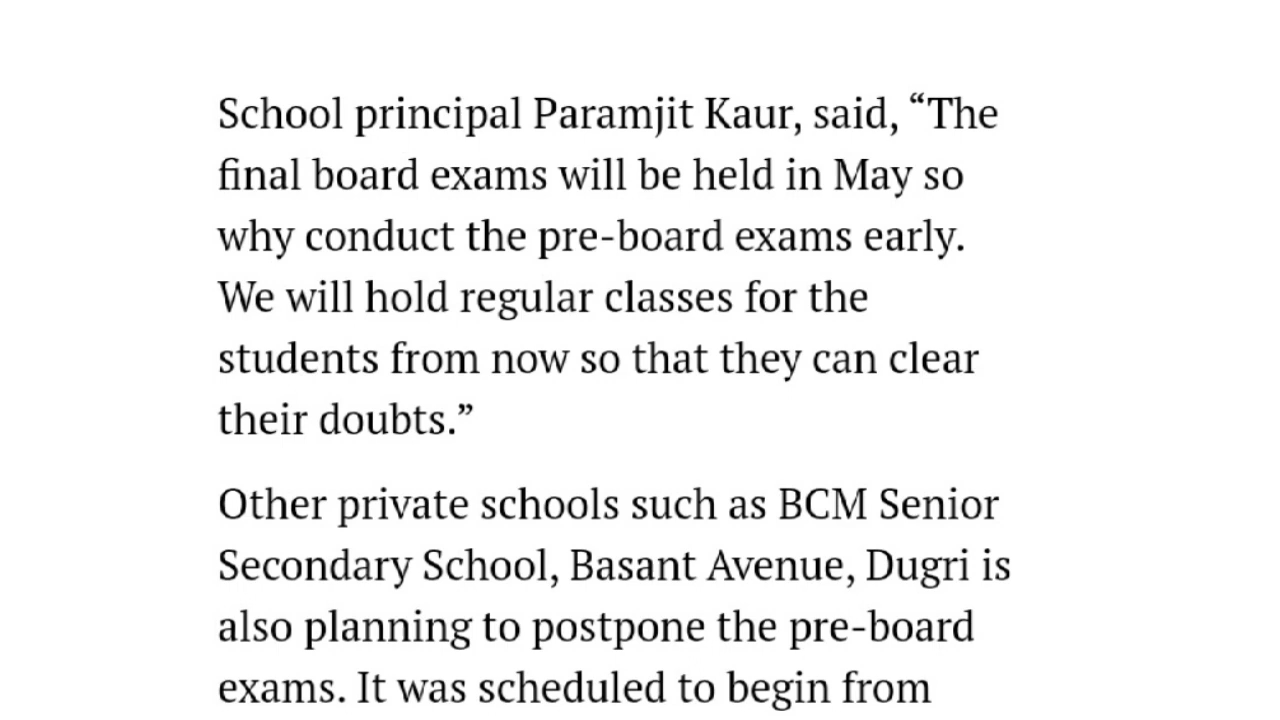 School principal Paramjit Kaur, said, “The
final board exams will be held in May so
why conduct the pre-board exams early.
We will hold regular classes for the
students from now so that they can clear
their doubts.”
Other private schools such as BCM Senior
Secondary School, Basant Avenue, Dugri is
also planning to postpone the pre-board
exams. It was scheduled to begin from